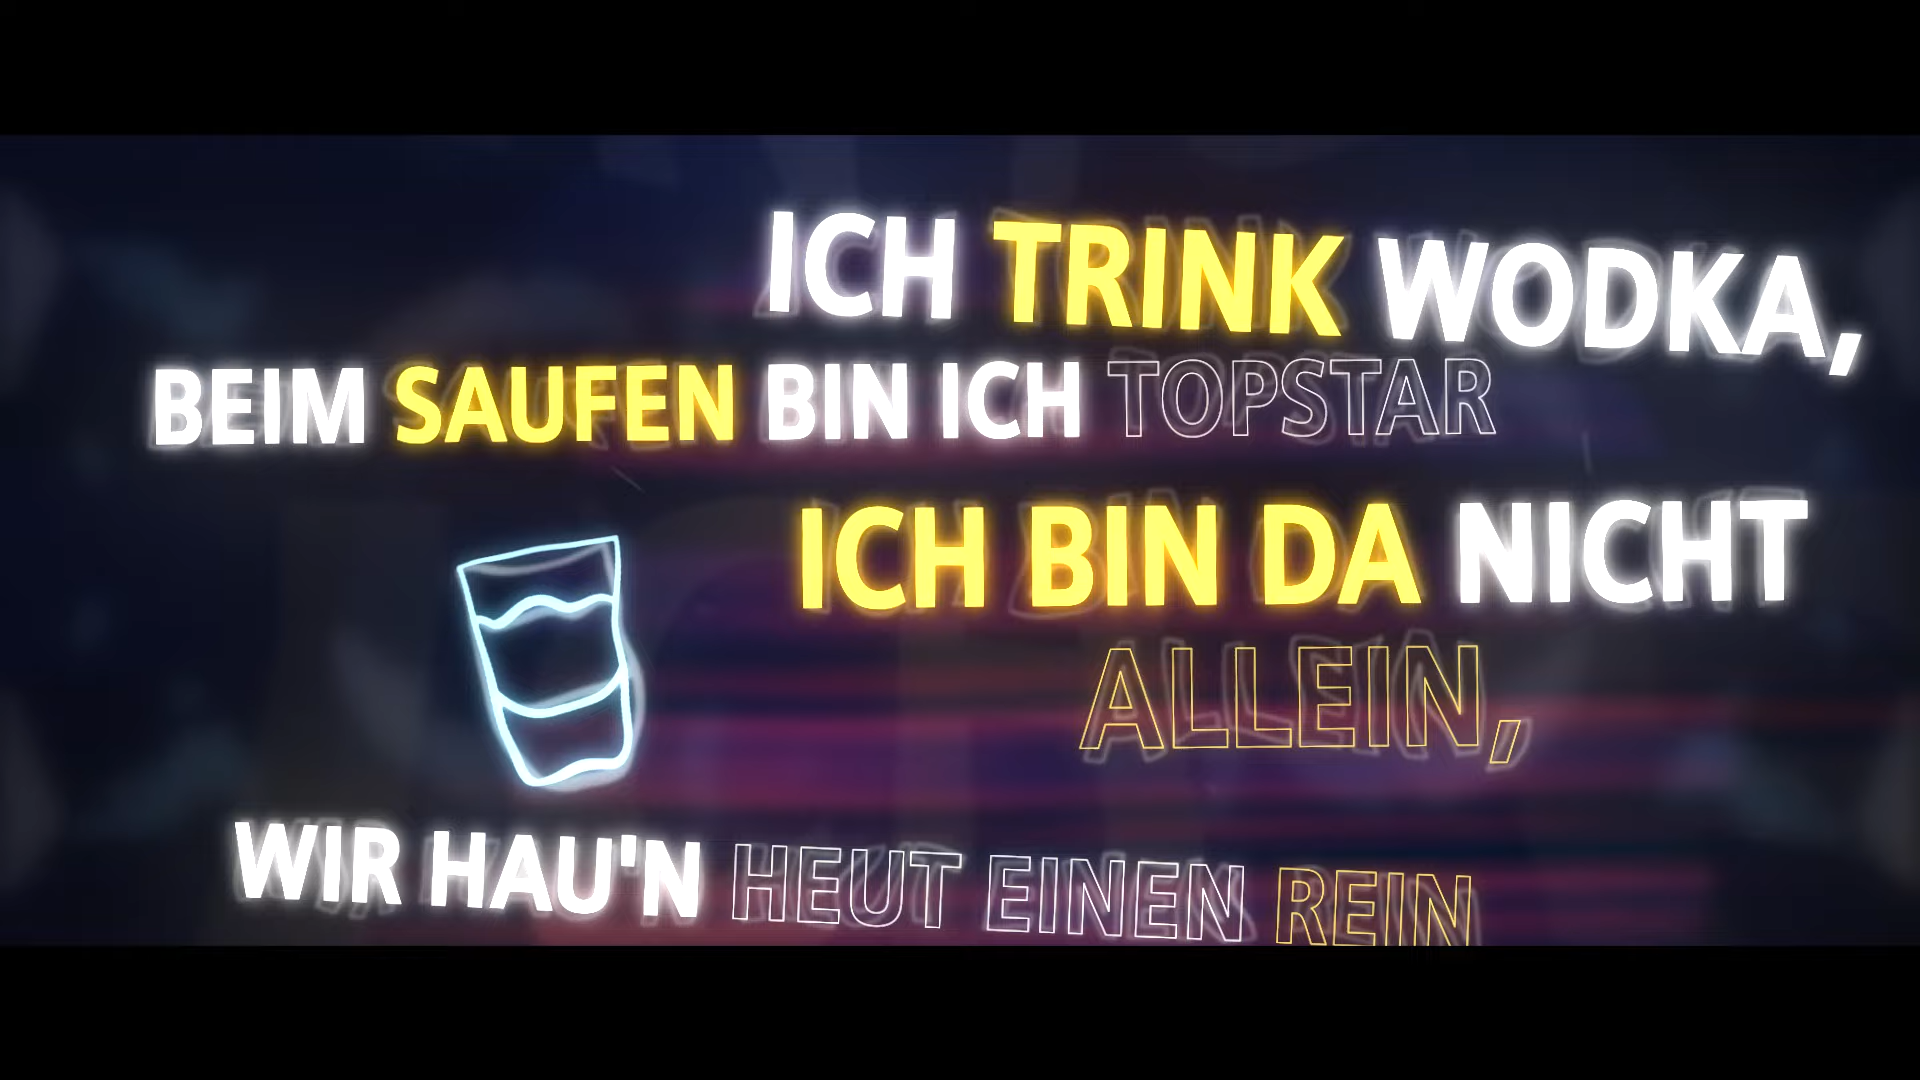 ICH TRINK WODKA,
BEIM SAUFEN BIN ICH TOPSTAR
ICH BIN DA NICHT
ALLEIN,
WIR HAU'N HEUT EINEN REIN